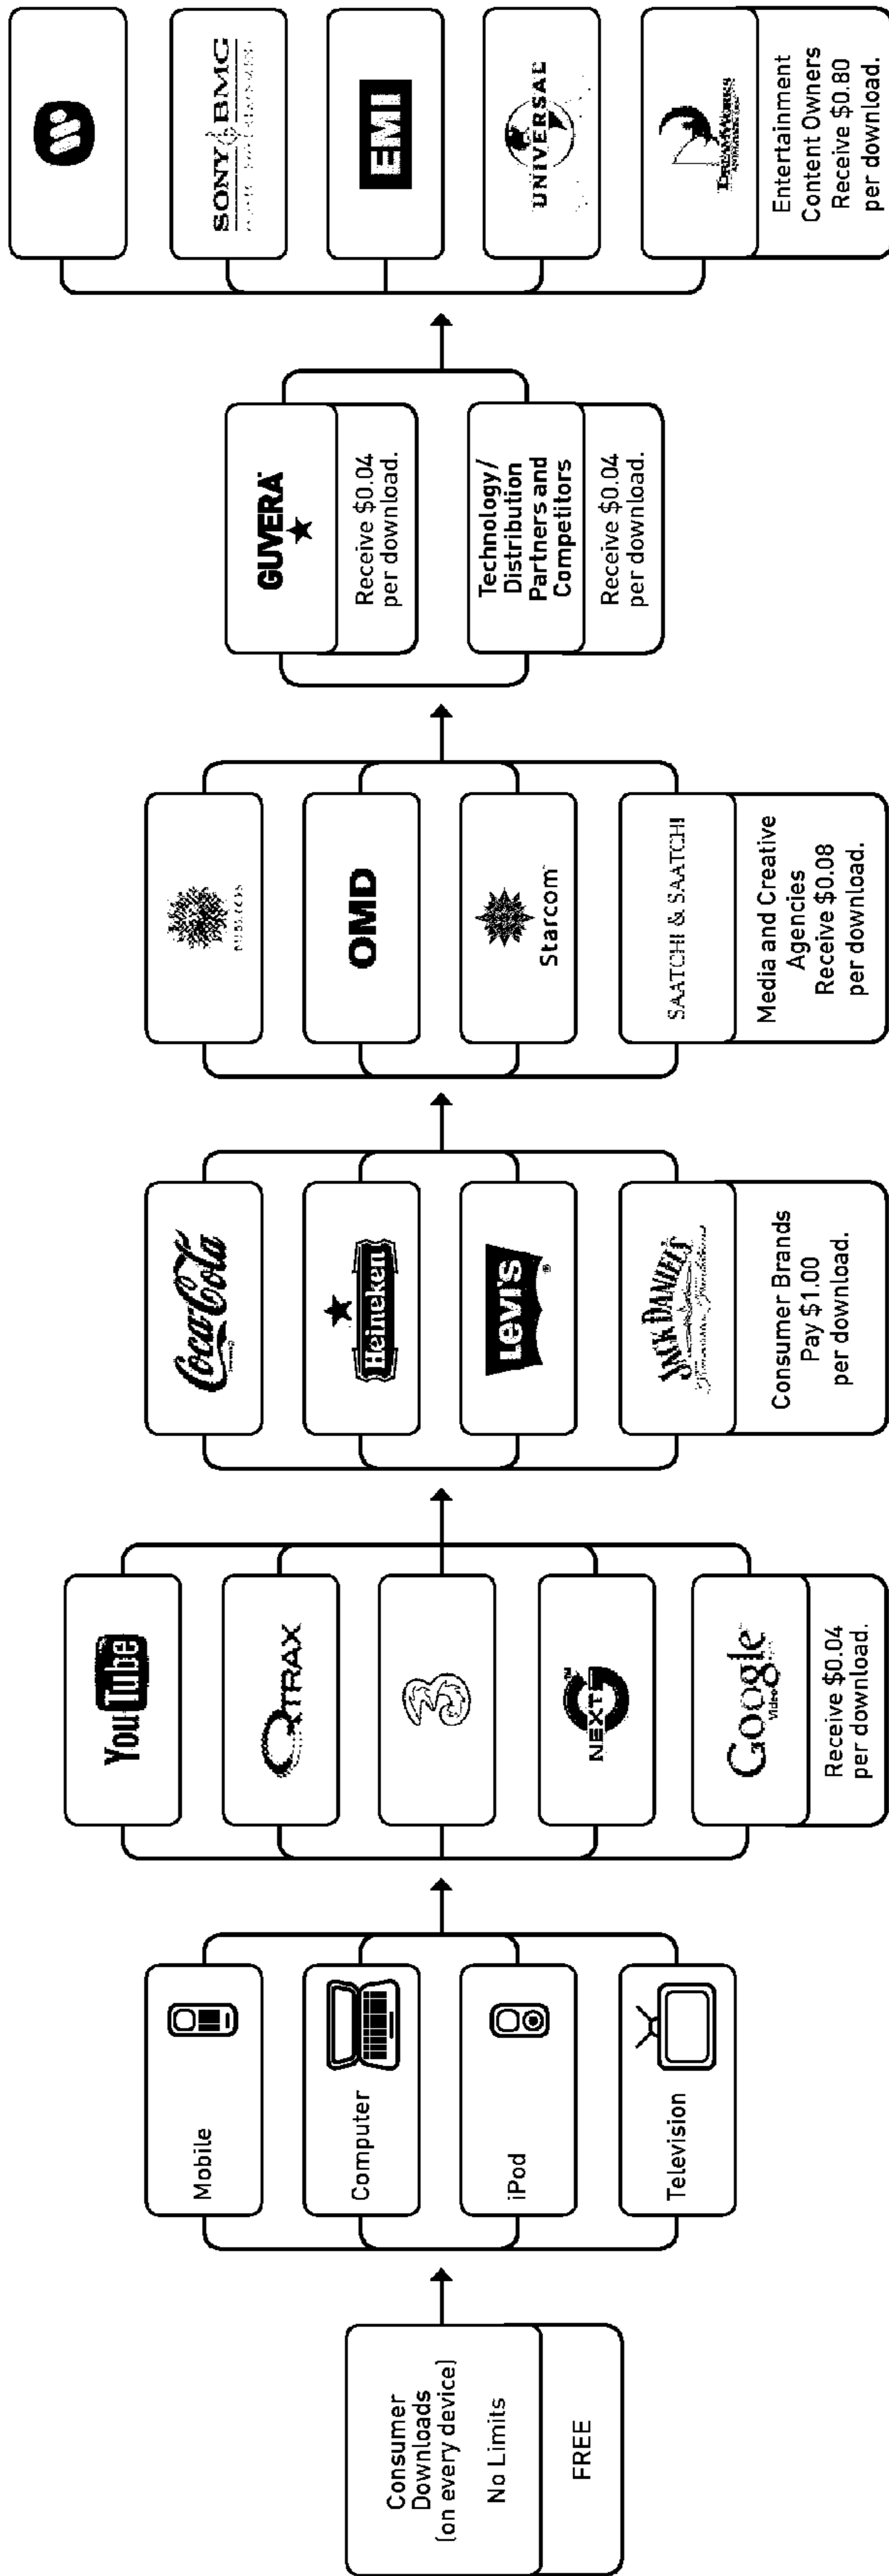 Consumer
Downloads
(on every device)
No Limits
FREE
Mobile
Computer
iPod
Television
YouTube
QTRAX
3
NEXTG™
Google
Video
Receive $0.04
per download.
Coca-Cola
Heineken
LEVI'S
®
JACK DANIEL'S
Consumer Brands
Pay $1.00
per download.
OMD
Starcom
SAATCHI & SAATCHI
Media and Creative
Agencies
Receive $0.08
per download.
GUVERA
Receive $0.04
per download.
Technology/
Distribution
Partners and
Competitors
Receive $0.04
per download.
SONY BMG
EMI
UNIVERSAL
DREAMWORKS
Entertainment
Content Owners
Receive $0.80
per download.